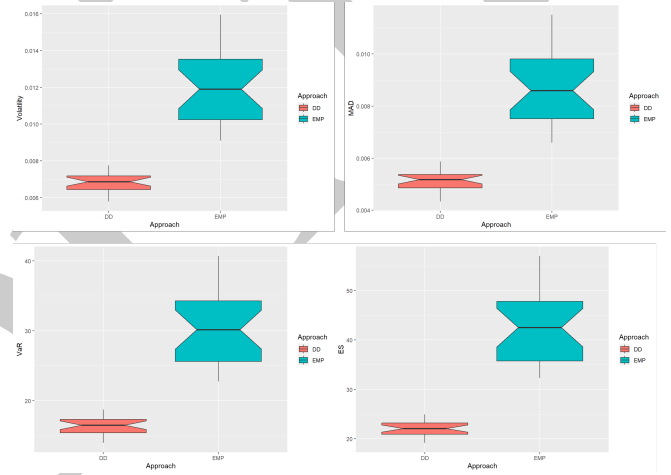 0.016
0.014
0.012
0.010
0.008
0.006
Volatility
DD
EMP
Approach
Approach
DD
EMP
0.010
0.008
0.006
0.004
MAD
DD
EMP
Approach
Approach
DD
EMP
40
30
20
VaR
DD
EMP
Approach
Approach
DD
EMP
50
40
30
20
ES
DD
EMP
Approach
Approach
DD
EMP